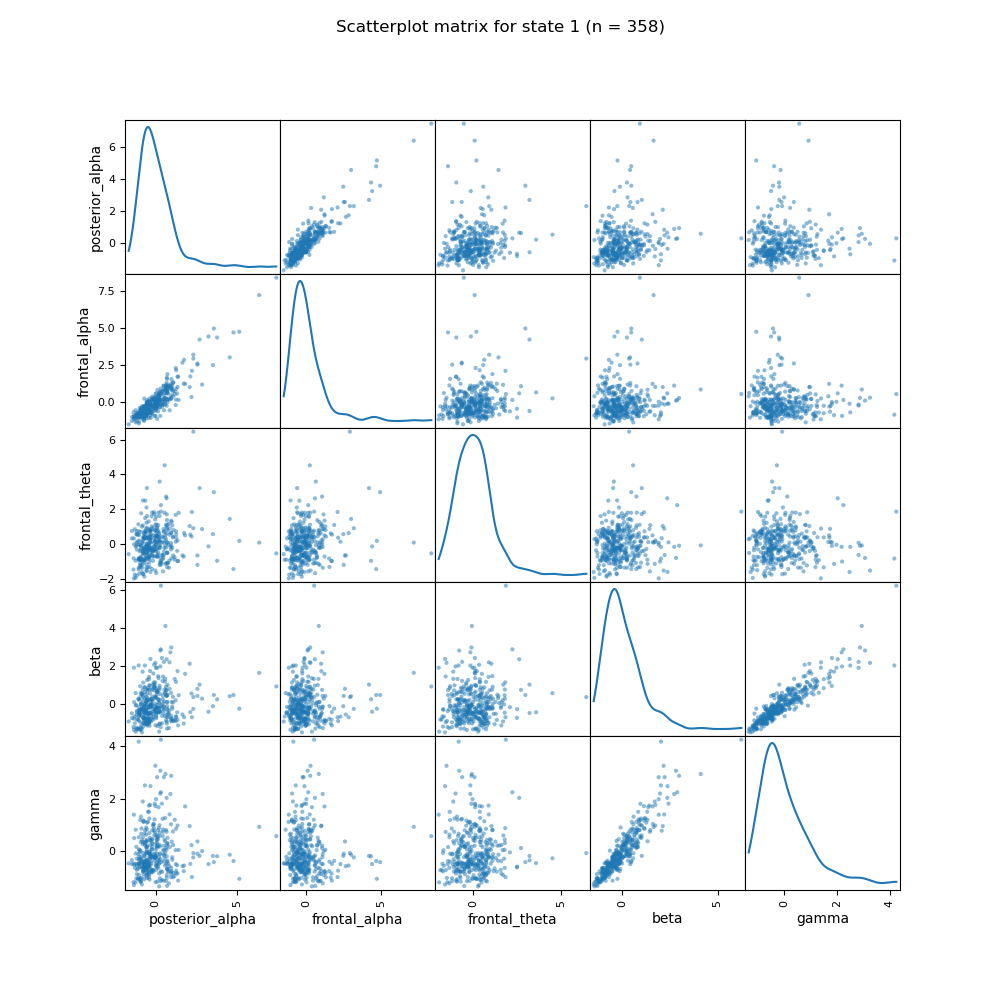 Scatterplot matrix for state 1 (n = 358)
posterior_alpha
6
4
2
0
frontal_alpha
7.5
5.0
2.5
0.0
frontal_theta
6
4
2
0
−2
beta
6
4
2
0
gamma
4
2
0
0 5 0 5 0 5 0 5 0 2 4
posterior_alpha frontal_alpha frontal_theta beta gamma